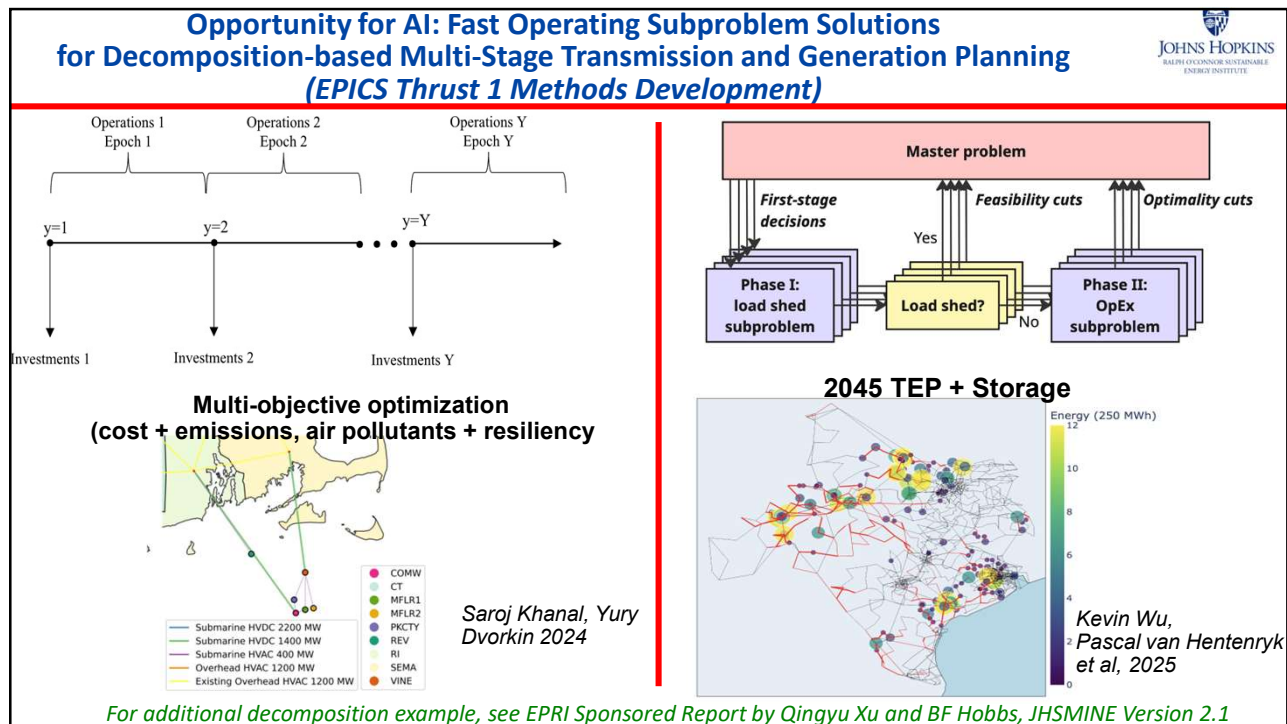 Opportunity for AI: Fast Operating Subproblem Solutions
for Decomposition-based Multi-Stage Transmission and Generation Planning
(EPICS Thrust 1 Methods Development)
JOHNS HOPKINS
RALPH O'CONNOR SUSTAINABLE
ENERGY INSTITUTE
Operations 1
Epoch 1
Operations 2
Epoch 2
Operations Y
Epoch Y
y=1
y=2
y=Y
Investments 1
Investments 2
Investments Y
Multi-objective optimization
(cost + emissions, air pollutants + resiliency
Submarine HVDC 2200 MW
Submarine HVDC 1400 MW
Submarine HVAC 400 MW
Overhead HVAC 1200 MW
Existing Overhead HVAC 1200 MW
COMW
CT
MFLR1
MFLR2
PKCTY
REV
RI
SEMA
VINE
Saroj Khanal, Yury
Dvorkin 2024
Master problem
First-stage
decisions
Feasibility cuts
Optimality cuts
Yes
Phase I:
load shed
subproblem
Load shed?
No
Phase II:
OpEx
subproblem
2045 TEP + Storage
Energy (250 MWh)
12
10
8
6
4
2
0
Kevin Wu,
Pascal van Hentenryk
et al, 2025
For additional decomposition example, see EPRI Sponsored Report by Qingyu Xu and BF Hobbs, JHSMINE Version 2.1